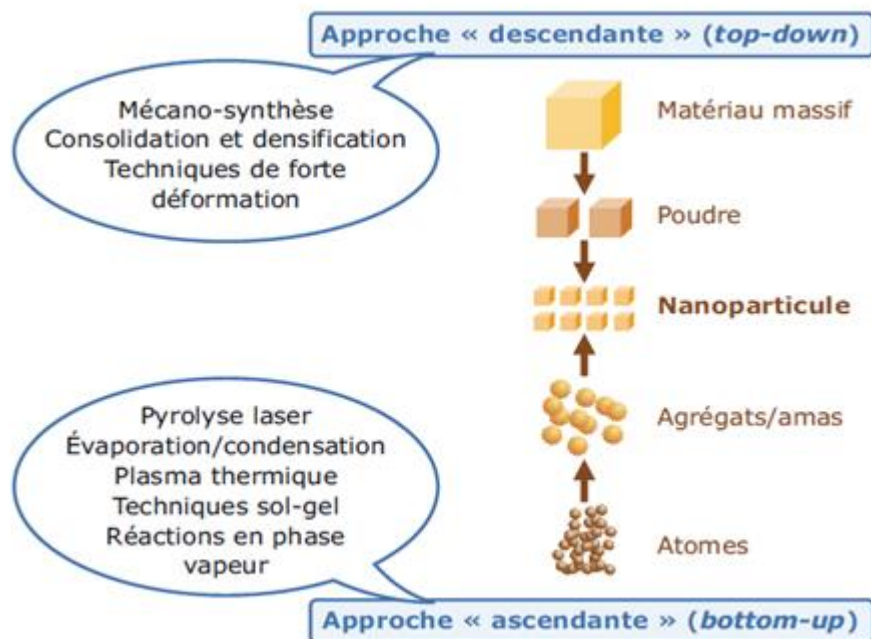 Approche « descendante » (top-down)
Mécano-synthèse
Consolidation et densification
Techniques de forte
déformation
Matériau massif
Poudre
Nanoparticule
Agrégats/amas
Atomes
Pyrolyse laser
Évaporation/condensation
Plasma thermique
Techniques sol-gel
Réactions en phase
vapeur
Approche « ascendante » (bottom-up)